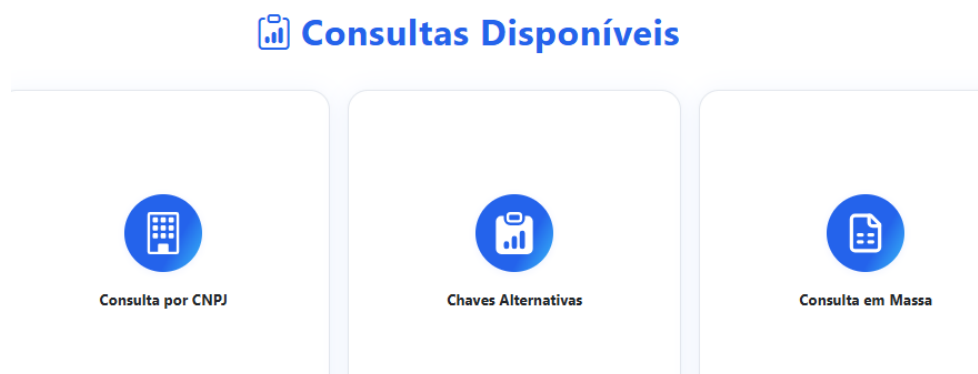 Consultas Disponíveis
Consulta por CNPJ
Chaves Alternativas
Consulta em Massa